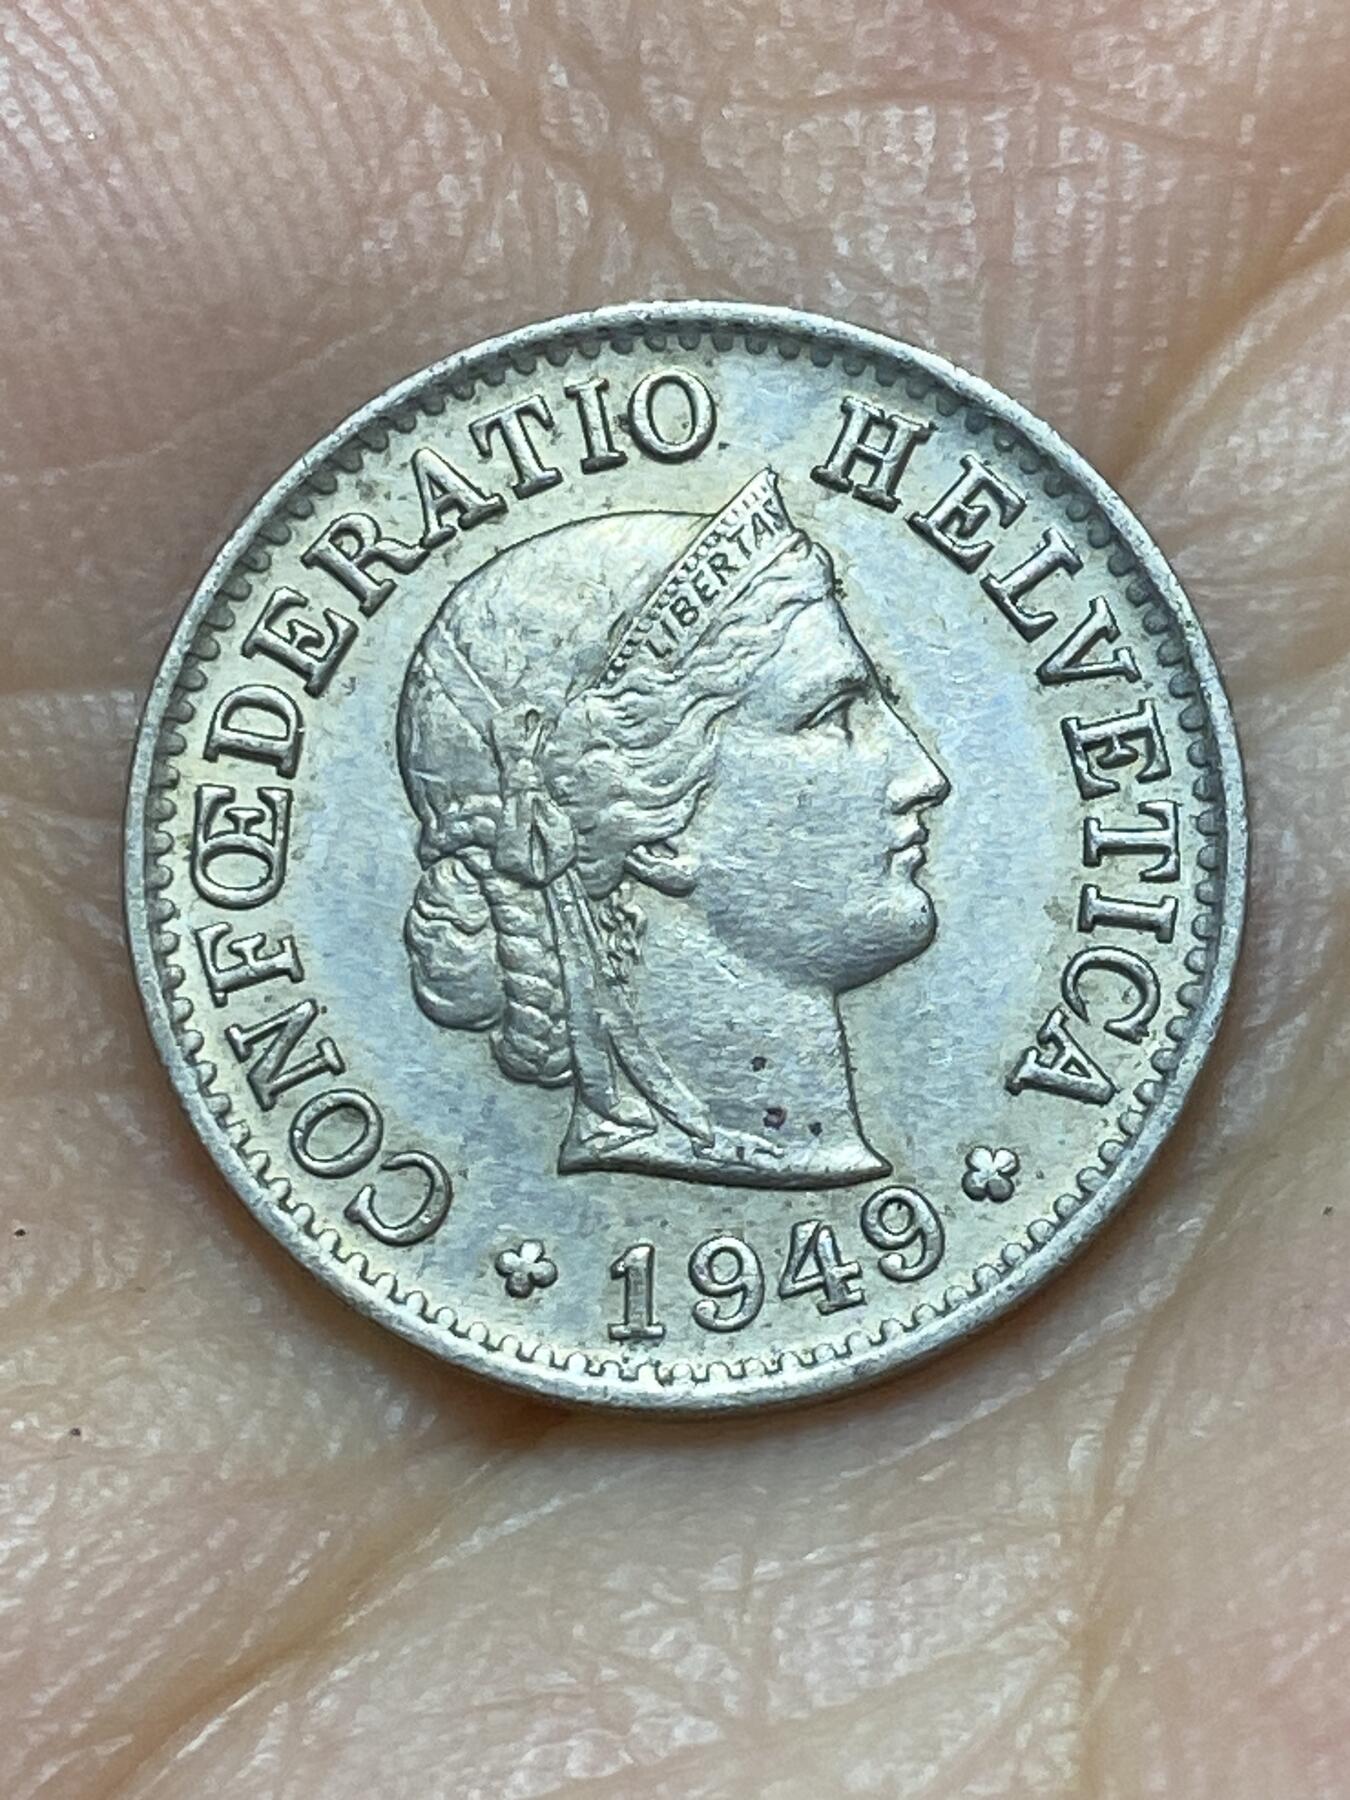 CONFŒDERATIO HELVETICA
LIBERTAS
1949